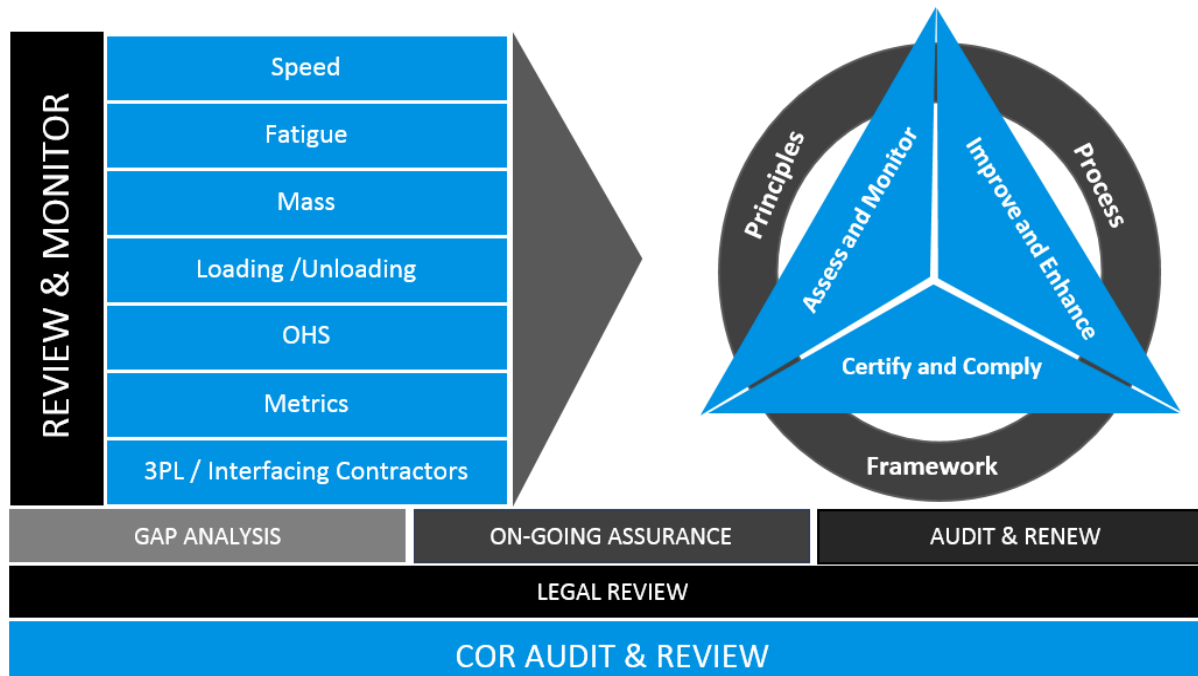 REVIEW & MONITOR
Speed
Fatigue
Mass
Loading /Unloading
OHS
Metrics
3PL / Interfacing Contractors
Principles
Process
Assess and Monitor
Improve and Enhance
Certify and Comply
Framework
GAP ANALYSIS
ON-GOING ASSURANCE
AUDIT & RENEW
LEGAL REVIEW
COR AUDIT & REVIEW